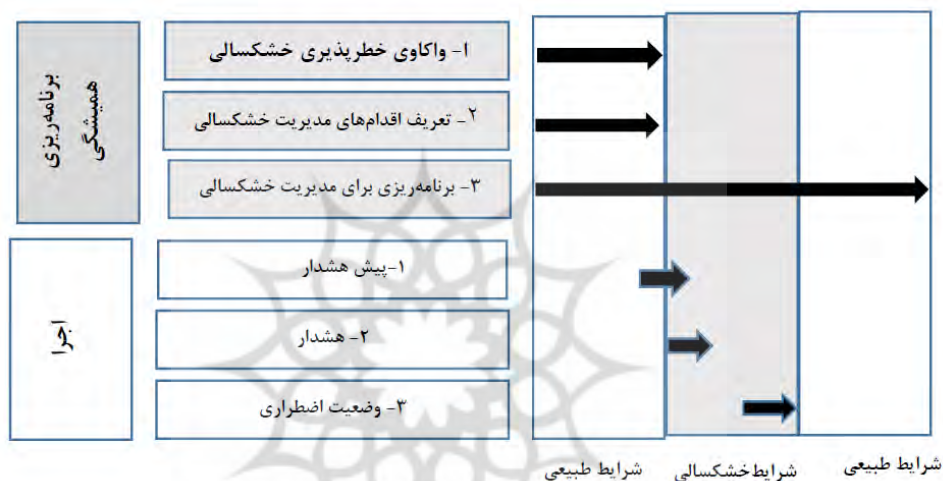 برنامه‌ریزی
همیشگی
۱- واکاوی خطرپذیری خشکسالی
۲- تعریف اقدام‌های مدیریت خشکسالی
۳- برنامه‌ریزی برای مدیریت خشکسالی
اجرا
۱-پیش هشدار
۲- هشدار
۳- وضعیت اضطراری
شرایط طبیعی
شرایط خشکسالی
شرایط طبیعی